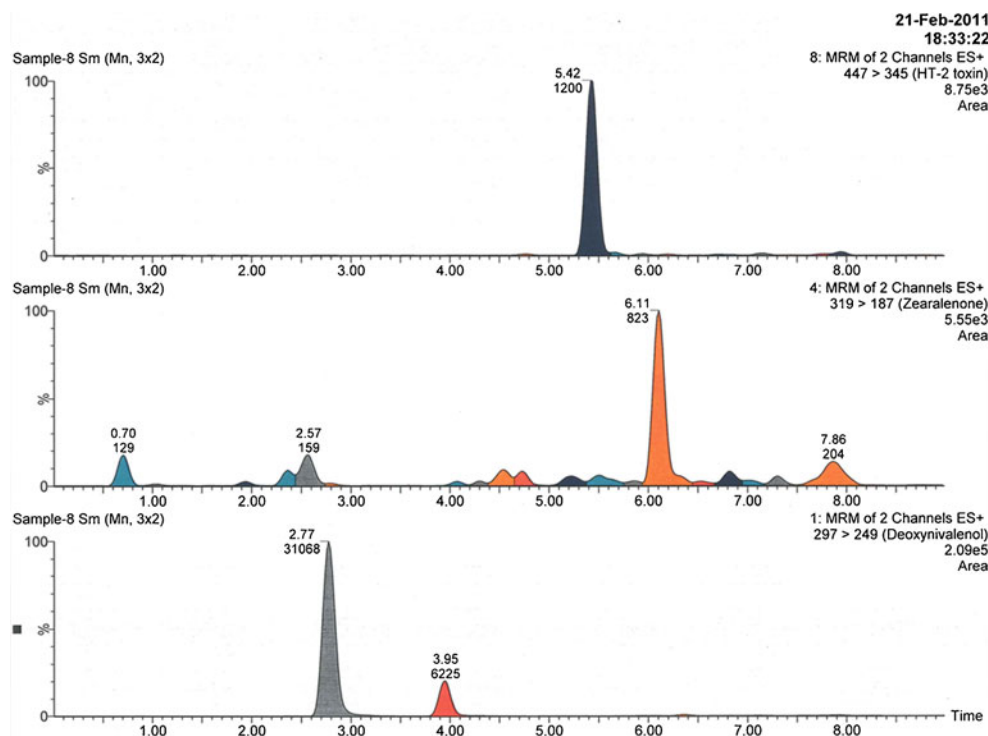 21-Feb-2011
18:33:22
Sample-8 Sm (Mn, 3x2)
8: MRM of 2 Channels ES+
447 > 345 (HT-2 toxin)
8.75e3
Area
5.42
1200
100
%
0
1.00 2.00 3.00 4.00 5.00 6.00 7.00 8.00
Sample-8 Sm (Mn, 3x2)
4: MRM of 2 Channels ES+
319 > 187 (Zearalenone)
5.55e3
Area
6.11
823
100
%
0.70
129
2.57
159
7.86
204
0
1.00 2.00 3.00 4.00 5.00 6.00 7.00 8.00
Sample-8 Sm (Mn, 3x2)
1: MRM of 2 Channels ES+
297 > 249 (Deoxynivalenol)
2.09e5
Area
2.77
31068
100
%
3.95
6225
0
Time
1.00 2.00 3.00 4.00 5.00 6.00 7.00 8.00